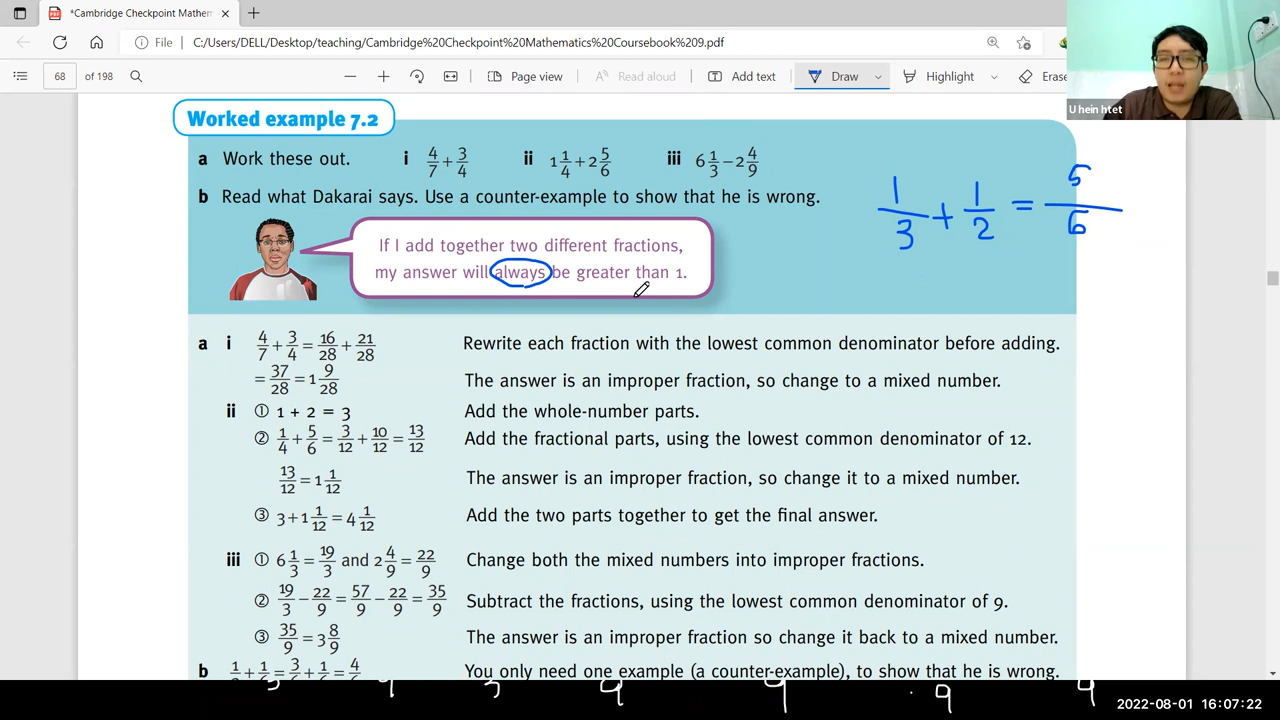 *Cambridge Checkpoint Mathem
File C:/Users/DELL/Desktop/teaching/Cambridge%20Checkpoint%20Mathematics%20Coursebook%209.pdf
68 of 198 Page view Read aloud Add text Draw Highlight Erase
U hein htet
Worked example 7.2
a Work these out. i 4/7 + 3/4 ii 1 1/4 + 2 5/6 iii 6 1/3 − 2 4/9
b Read what Dakarai says. Use a counter-example to show that he is wrong.
1/3 + 1/2 = 5/6
If I add together two different fractions,
my answer will always be greater than 1.
a i 4/7 + 3/4 = 16/28 + 21/28 Rewrite each fraction with the lowest common denominator before adding.
= 37/28 = 1 9/28 The answer is an improper fraction, so change to a mixed number.
ii ① 1 + 2 = 3 Add the whole-number parts.
② 1/4 + 5/6 = 3/12 + 10/12 = 13/12 Add the fractional parts, using the lowest common denominator of 12.
13/12 = 1 1/12 The answer is an improper fraction, so change it to a mixed number.
③ 3 + 1 1/12 = 4 1/12 Add the two parts together to get the final answer.
iii ① 6 1/3 = 19/3 and 2 4/9 = 22/9 Change both the mixed numbers into improper fractions.
② 19/3 − 22/9 = 57/9 − 22/9 = 35/9 Subtract the fractions, using the lowest common denominator of 9.
③ 35/9 = 3 8/9 The answer is an improper fraction so change it back to a mixed number.
b You only need one example (a counter-example), to show that he is wrong.
3 9 3 9 9 9 9
2022-08-01 16:07:22